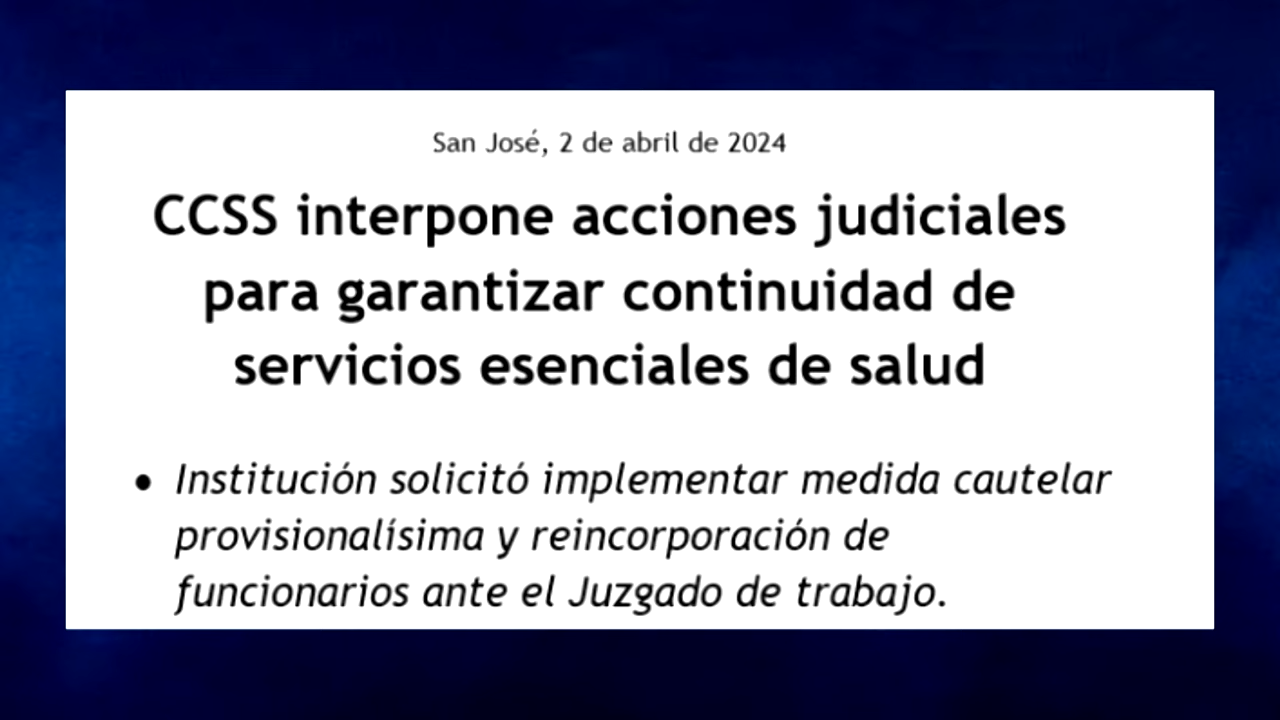 San José, 2 de abril de 2024
CCSS interpone acciones judiciales
para garantizar continuidad de
servicios esenciales de salud
• Institución solicitó implementar medida cautelar
provisionalísima y reincorporación de
funcionarios ante el Juzgado de trabajo.